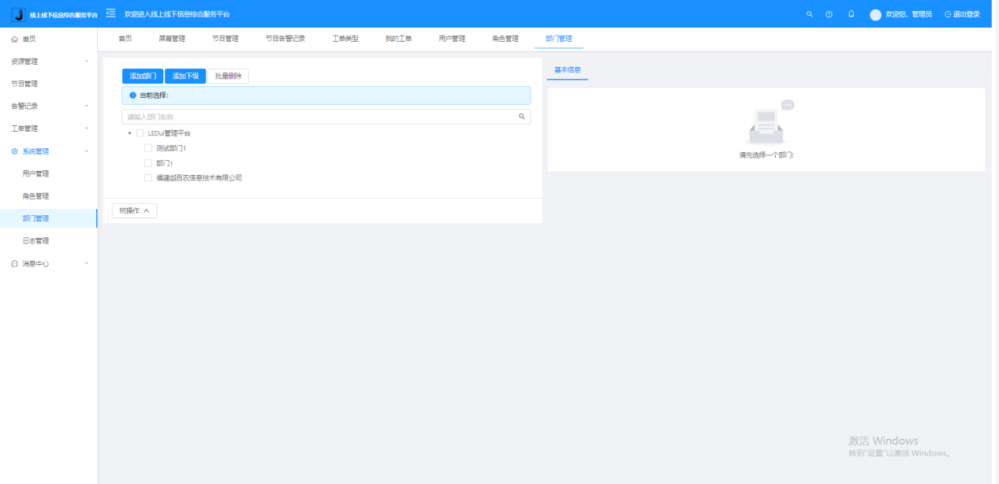 线上线下信息综合服务平台
欢迎进入线上线下信息综合服务平台
欢迎您，管理员
退出登录
首页
资源管理
节目管理
告警记录
工单管理
系统管理
用户管理
角色管理
部门管理
日志管理
消息中心
首页 屏幕管理 节目管理 节目告警记录 工单类型 我的工单 用户管理 角色管理 部门管理
添加部门 添加下级 批量删除
当前选择：
请输入部门名称
LEDui管理平台
测试部门1
部门1
福建迦百农信息技术有限公司
树操作
基本信息
请先选择一个部门!
激活 Windows
转到"设置"以激活 Windows。